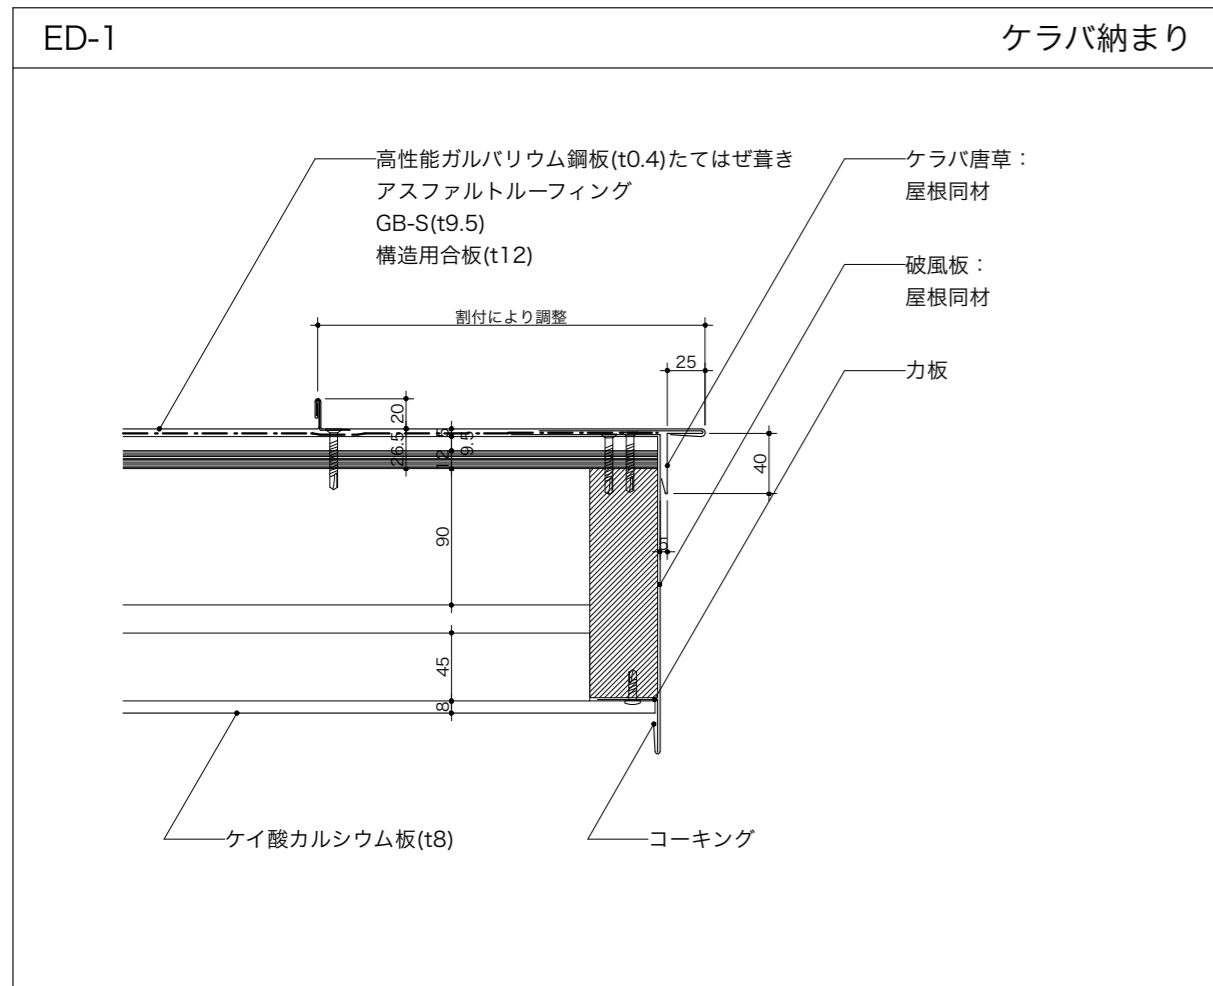 ED-1
ケラバ納まり
高性能ガルバリウム鋼板(t0.4)たてはぜ葺き
アスファルトルーフィング
GB-S(t9.5)
構造用合板(t12)
ケラバ唐草：
屋根同材
破風板：
屋根同材
力板
割付により調整
25
20
26.5
5
9.5
12
40
90
5
45
8
ケイ酸カルシウム板(t8)
コーキング